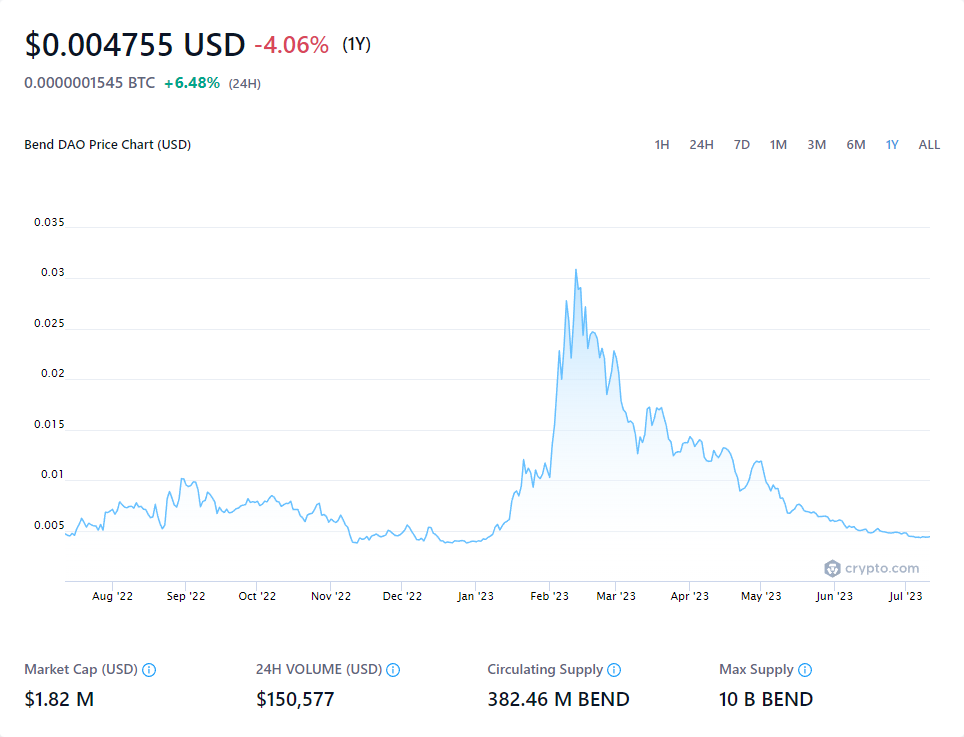 $0.004755 USD -4.06% (1Y)
0.0000001545 BTC +6.48% (24H)
Bend DAO Price Chart (USD) 1H 24H 7D 1M 3M 6M 1Y ALL
0.035
0.03
0.025
0.02
0.015
0.01
0.005
crypto.com
Aug '22 Sep '22 Oct '22 Nov '22 Dec '22 Jan '23 Feb '23 Mar '23 Apr '23 May '23 Jun '23 Jul '23
Market Cap (USD) 24H VOLUME (USD) Circulating Supply Max Supply
$1.82 M $150,577 382.46 M BEND 10 B BEND